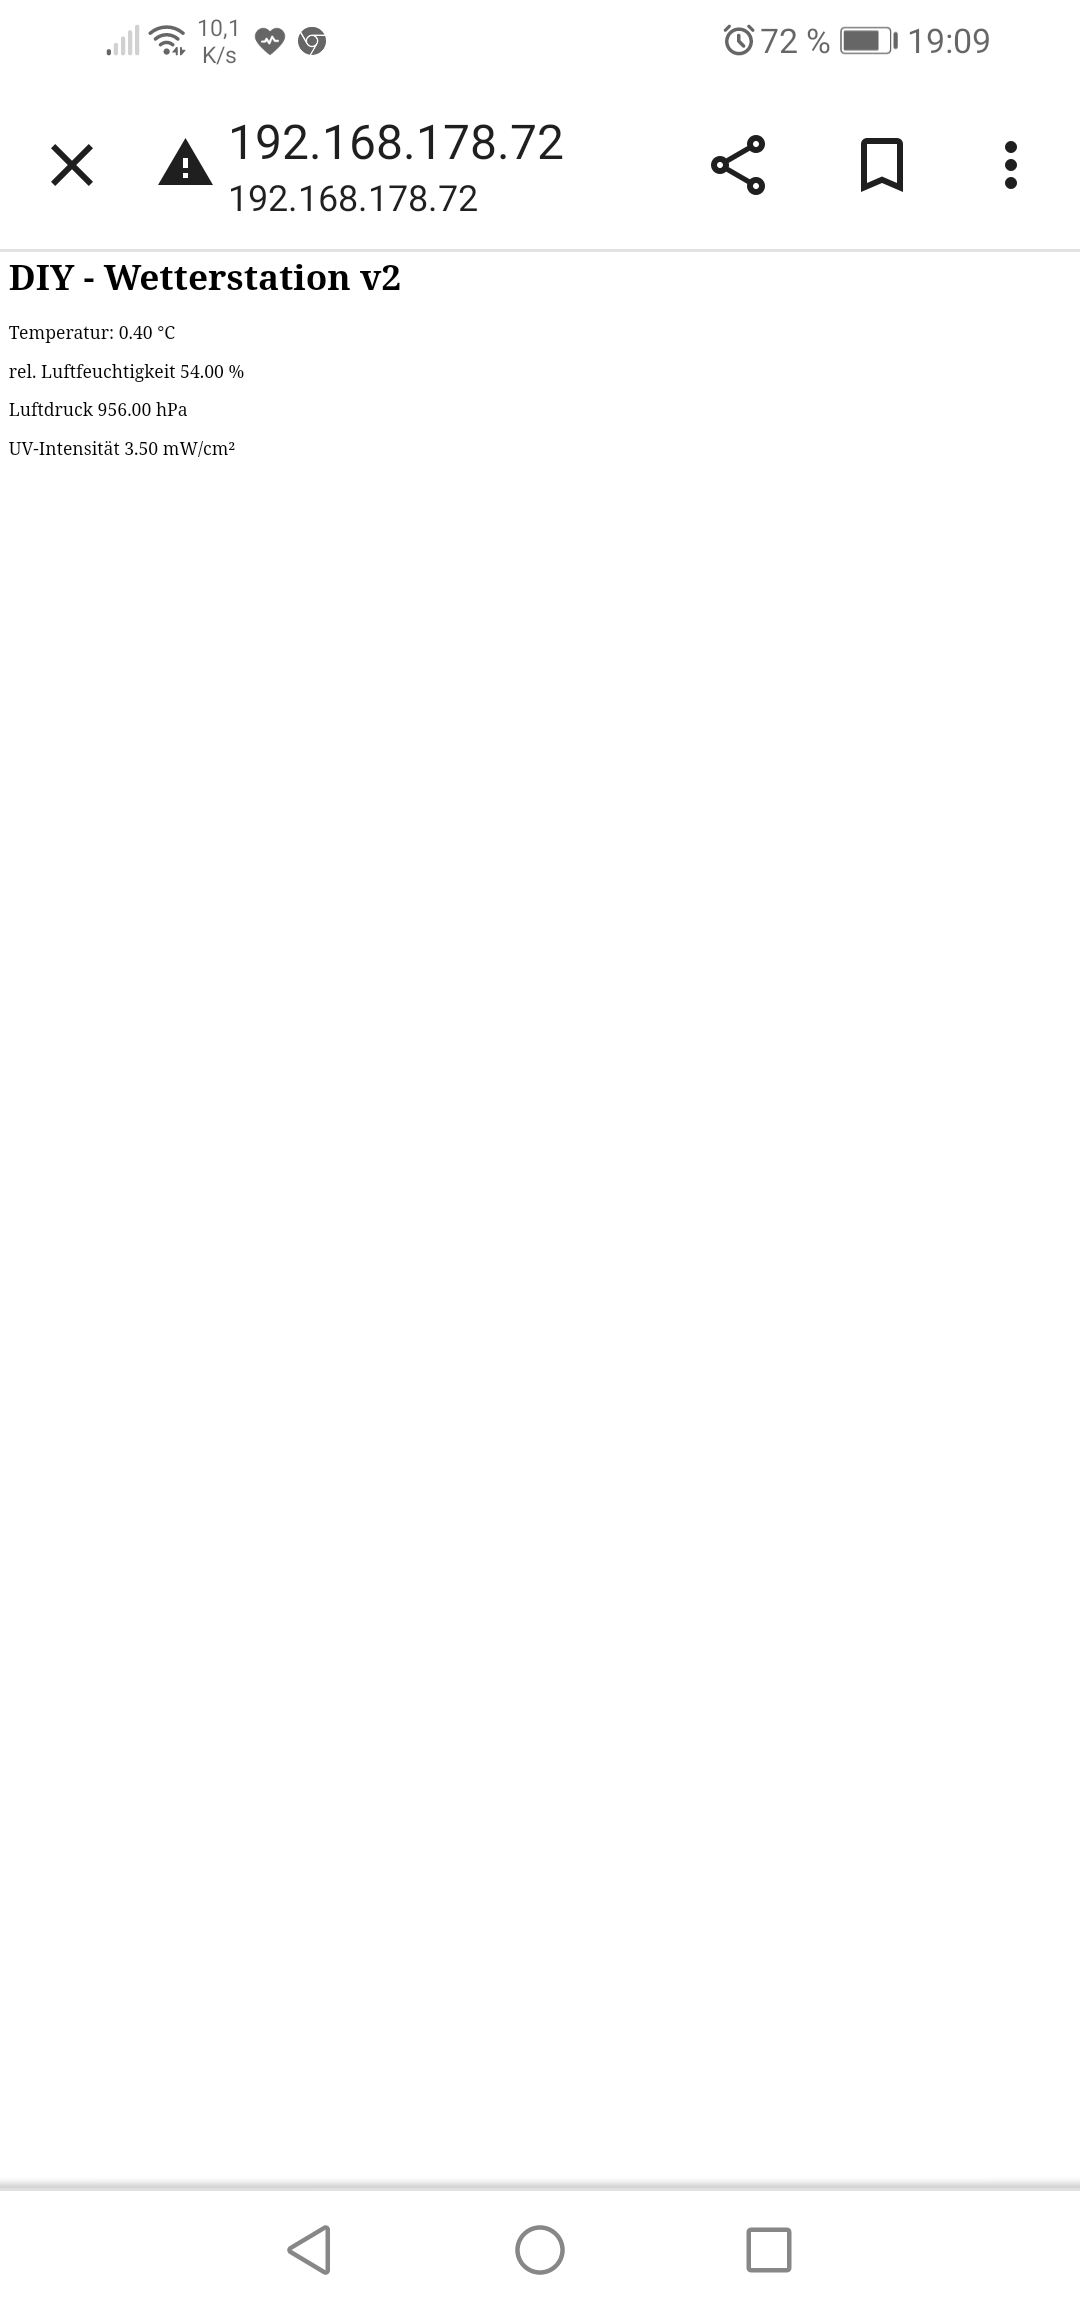 10,1
K/s
72 %
19:09
192.168.178.72
192.168.178.72
DIY - Wetterstation v2
Temperatur: 0.40 °C
rel. Luftfeuchtigkeit 54.00 %
Luftdruck 956.00 hPa
UV-Intensität 3.50 mW/cm²